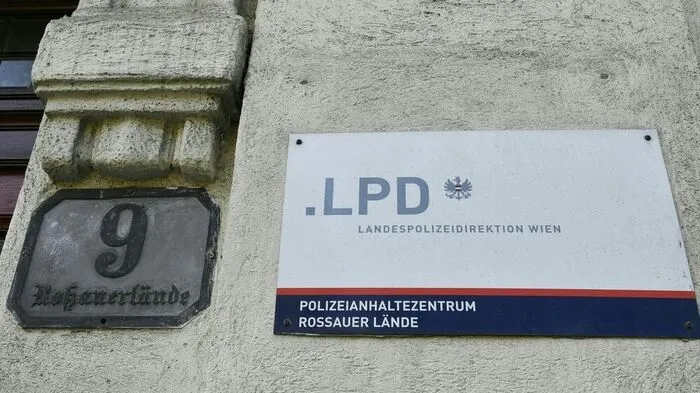 9
Roßauerlände
.LPD
LANDESPOLIZEIDIREKTION WIEN
POLIZEIANHALTEZENTRUM
ROSSAUER LÄNDE